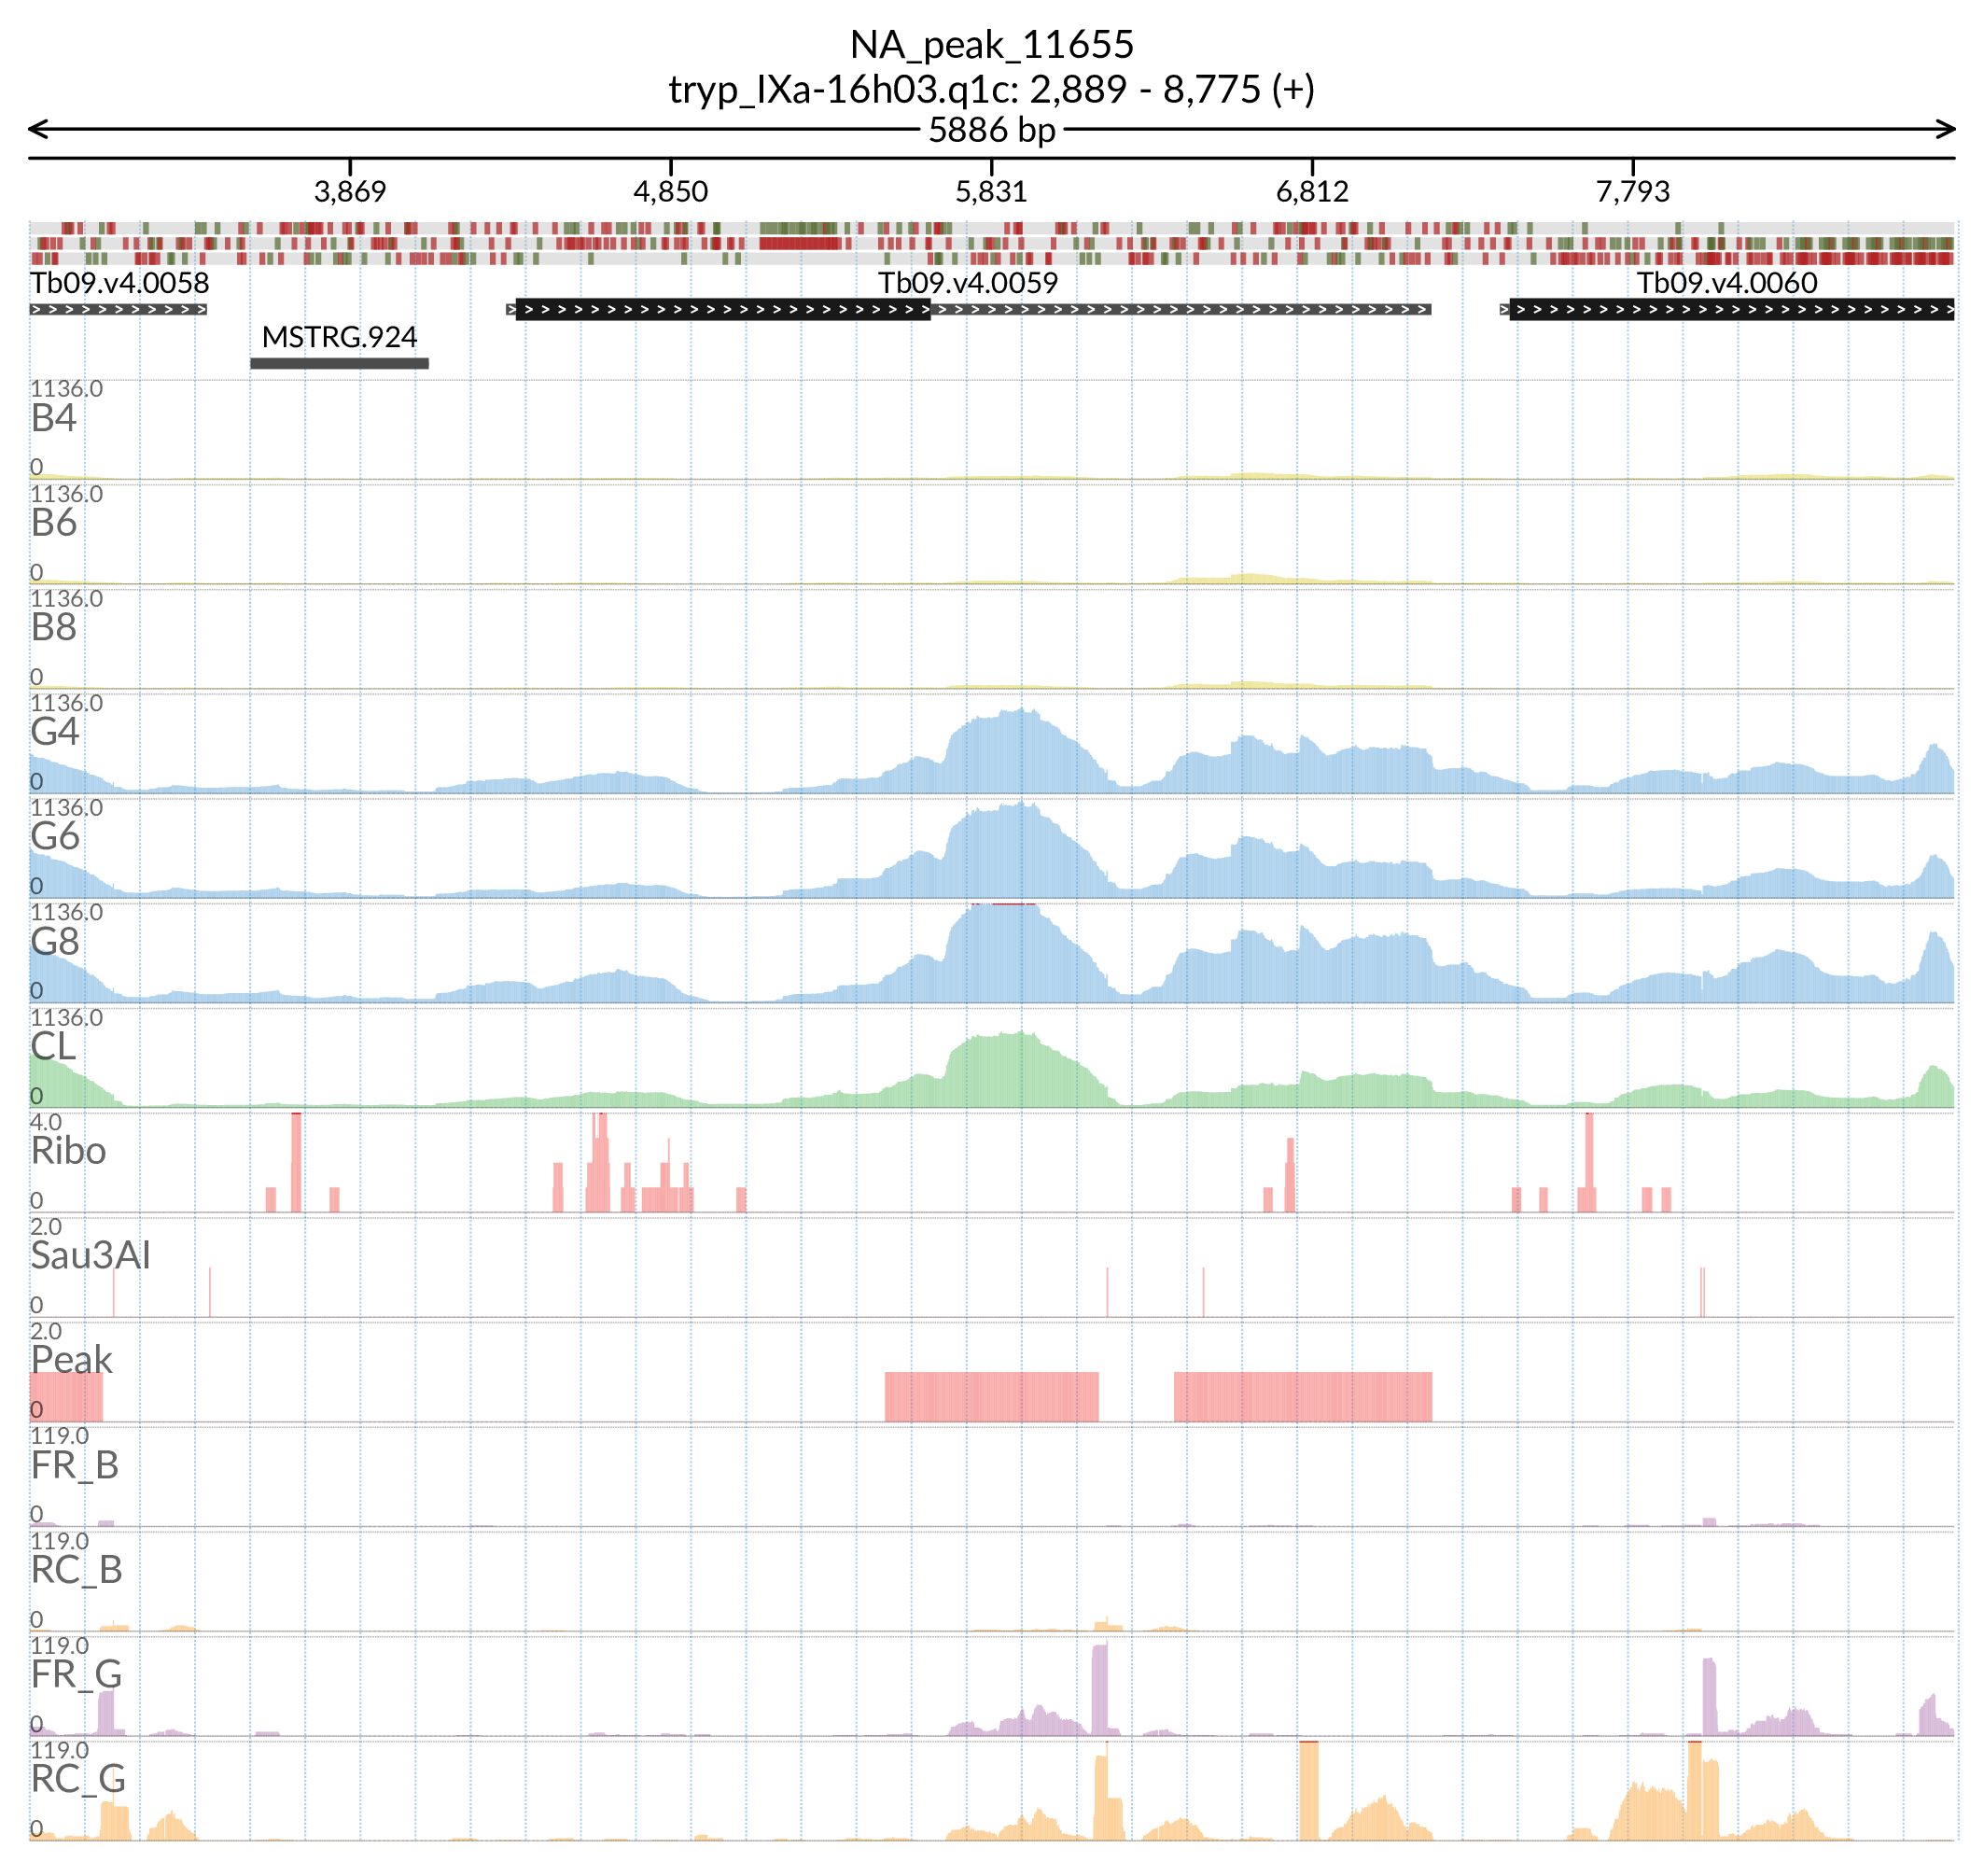 NA_peak_11655
tryp_IXa-16h03.q1c: 2,889 - 8,775 (+)
5886 bp
3,869 4,850 5,831 6,812 7,793
Tb09.v4.0058 Tb09.v4.0059 Tb09.v4.0060
MSTRG.924
1136.0
B4
0
1136.0
B6
0
1136.0
B8
0
1136.0
G4
0
1136.0
G6
0
1136.0
G8
0
1136.0
CL
0
4.0
Ribo
0
2.0
Sau3AI
0
2.0
Peak
0
119.0
FR_B
0
119.0
RC_B
0
119.0
FR_G
0
119.0
RC_G
0